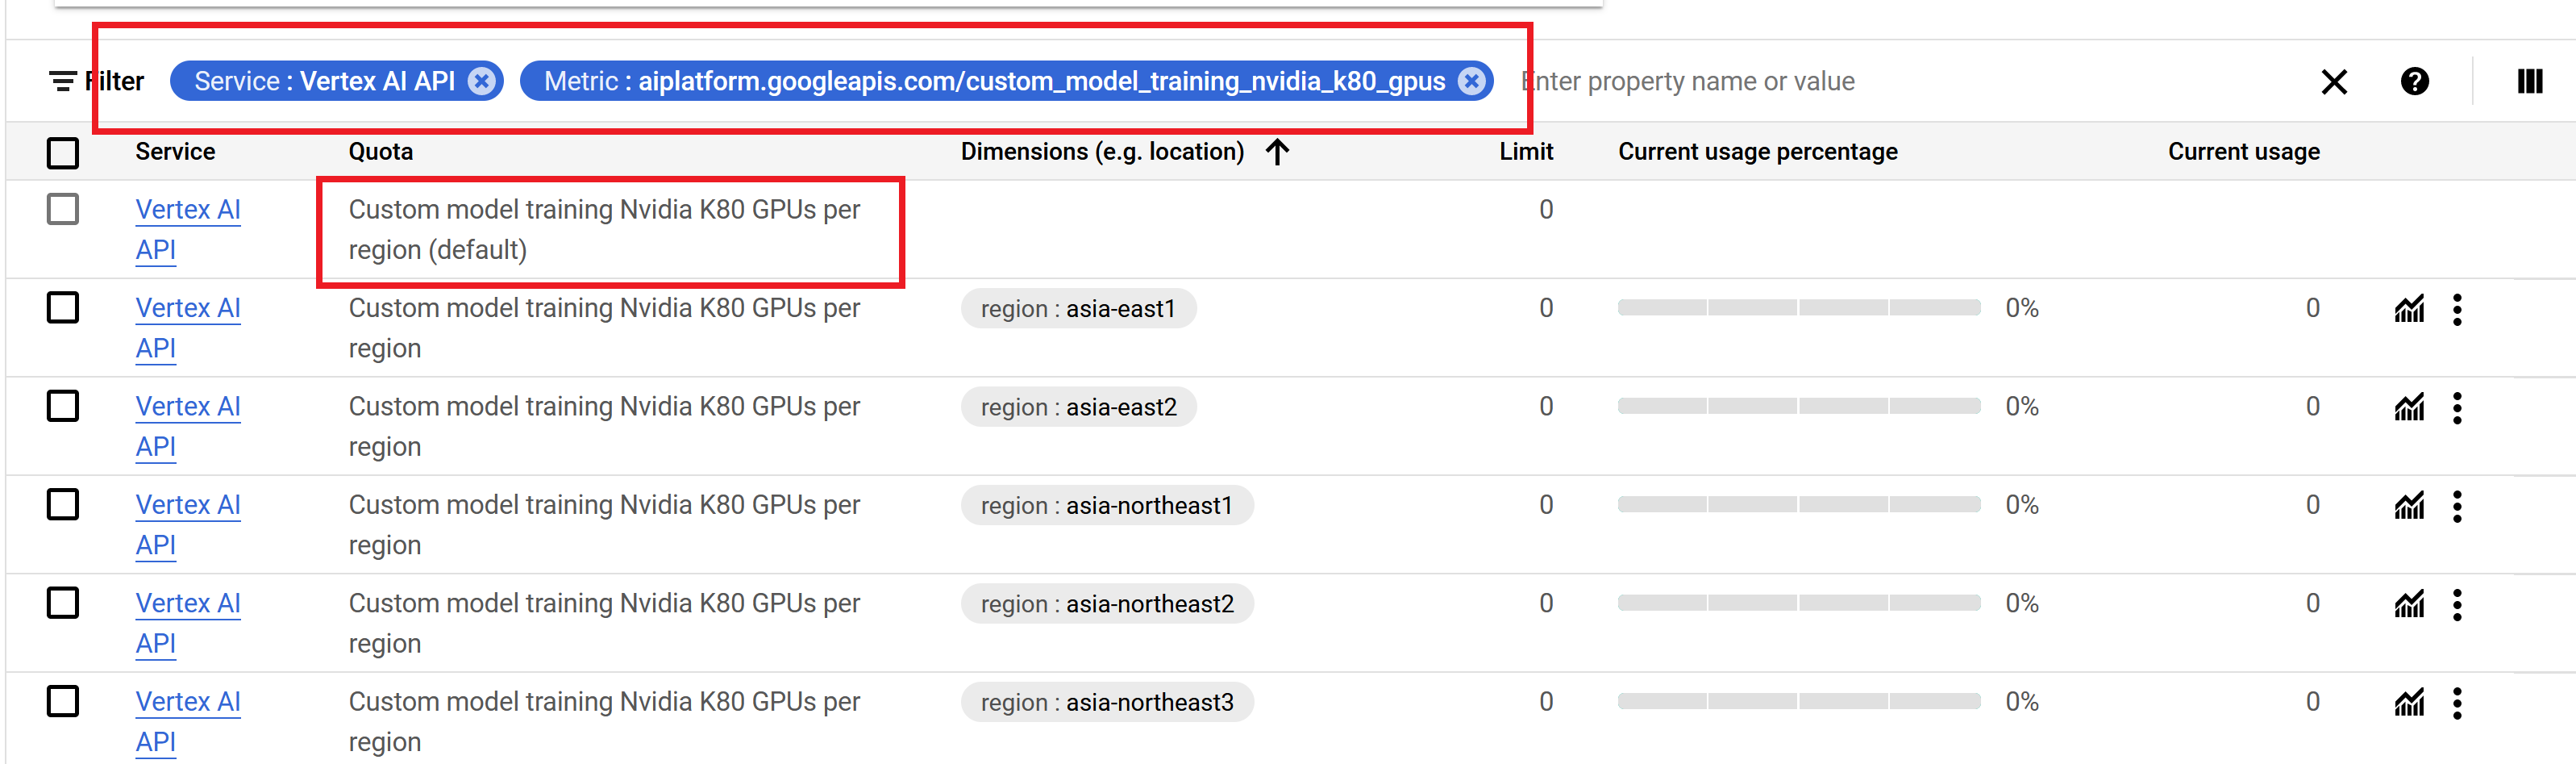 Filter Service : Vertex AI API Metric : aiplatform.googleapis.com/custom_model_training_nvidia_k80_gpus Enter property name or value
Service Quota Dimensions (e.g. location) Limit Current usage percentage Current usage
Vertex AI Custom model training Nvidia K80 GPUs per 0
API region (default)
Vertex AI Custom model training Nvidia K80 GPUs per region : asia-east1 0 0% 0
API region
Vertex AI Custom model training Nvidia K80 GPUs per region : asia-east2 0 0% 0
API region
Vertex AI Custom model training Nvidia K80 GPUs per region : asia-northeast1 0 0% 0
API region
Vertex AI Custom model training Nvidia K80 GPUs per region : asia-northeast2 0 0% 0
API region
Vertex AI Custom model training Nvidia K80 GPUs per region : asia-northeast3 0 0% 0
API region